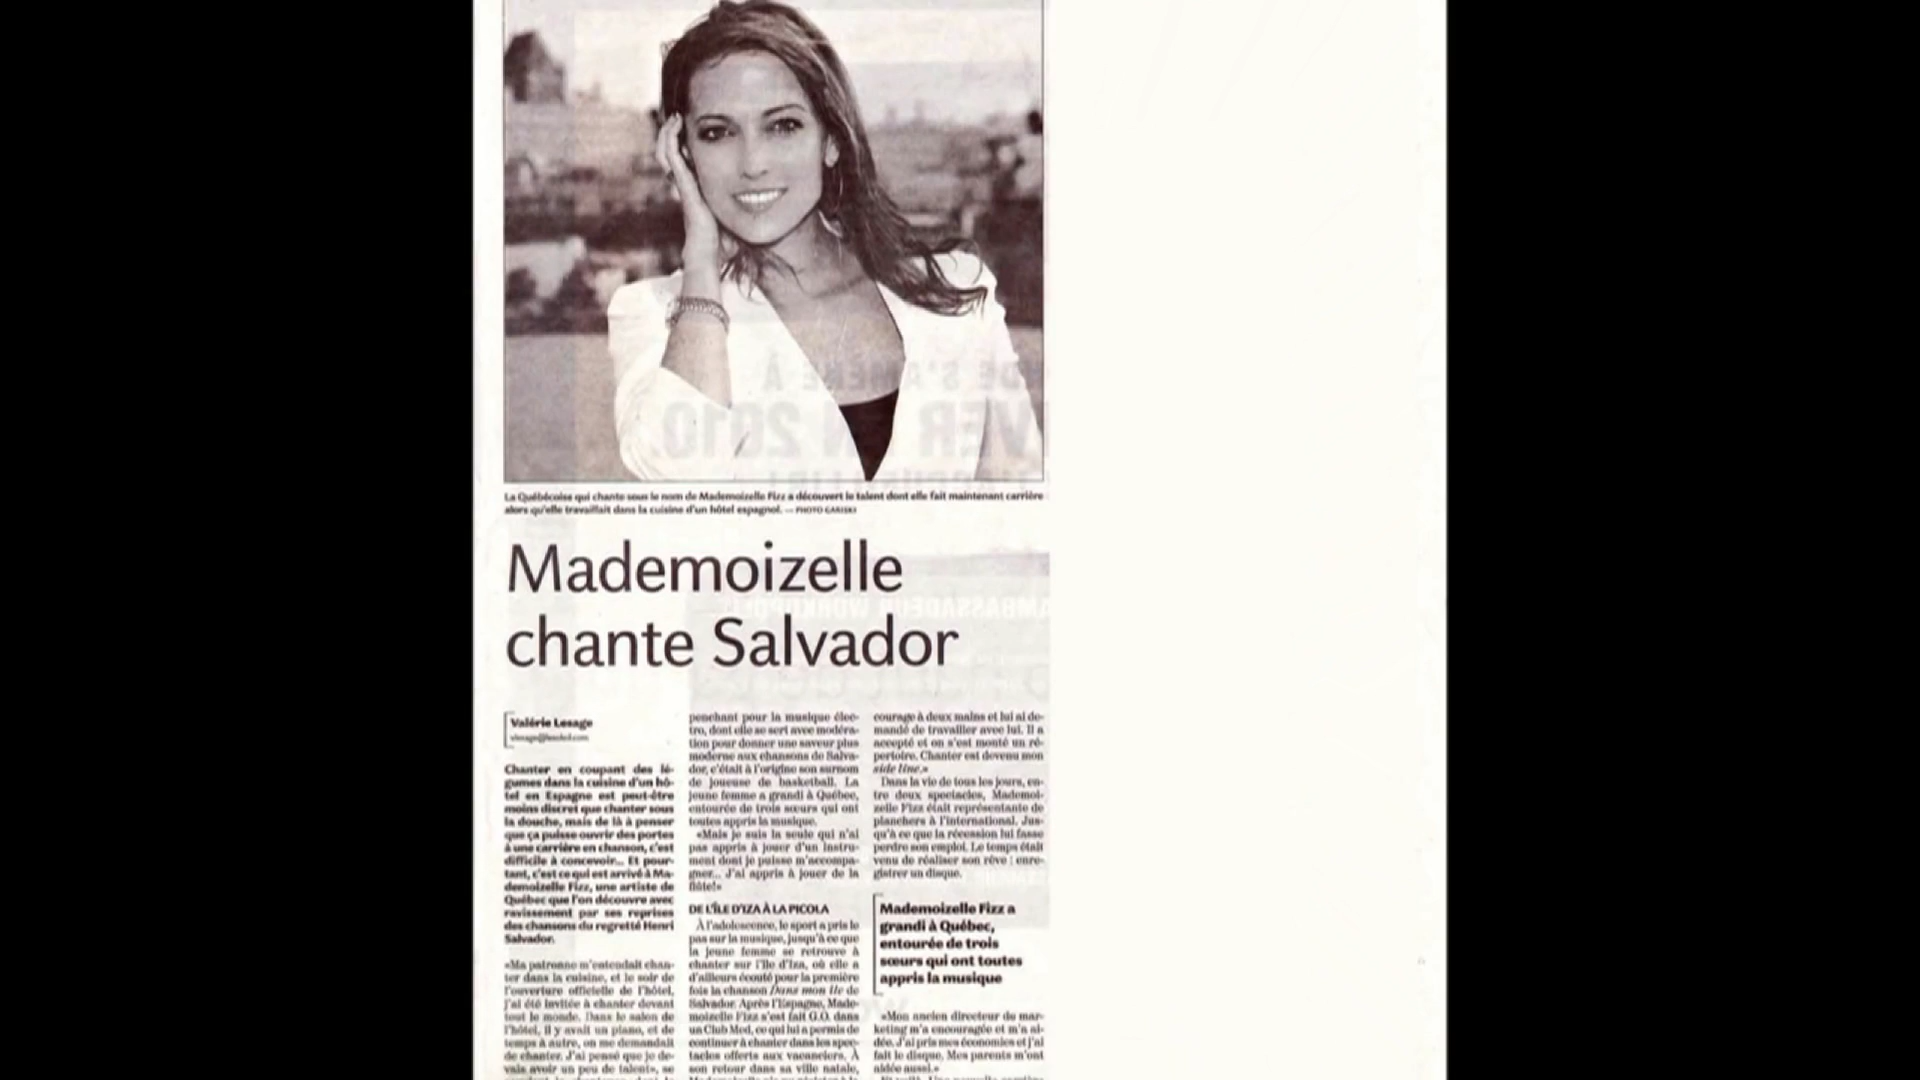 La Québécoise qui chante sous le nom de Mademoizelle Fizz a découvert le talent dont elle fait maintenant carrière
alors qu'elle travaillait dans la cuisine d'un hôtel espagnol. — PHOTO
Mademoizelle
chante Salvador
Valérie Lesage
vlesage@lesoleil.com
Chanter en coupant des lé-
gumes dans la cuisine d'un hô-
tel en Espagne est peut-être
moins discret que chanter sous
la douche, mais de là à penser
que ça puisse ouvrir des portes
à une carrière en chanson, c'est
difficile à concevoir... Et pour-
tant, c'est ce qui est arrivé à Ma-
demoizelle Fizz, une artiste de
Québec que l'on découvre avec
ravissement par ses reprises
des chansons du regretté Henri
Salvador.
«Ma patronne m'entendait chan-
ter dans la cuisine, et le soir de
l'ouverture officielle de l'hôtel,
j'ai été invitée à chanter devant
tout le monde. Dans le salon de
l'hôtel, il y avait un piano, et de
temps à autre, on me demandait
de chanter. J'ai pensé que je de-
vais avoir un peu de talent», se
penchant pour la musique élec-
tro, dont elle se sert avec modéra-
tion pour donner une saveur plus
moderne aux chansons de Salva-
dor, c'était à l'origine son surnom
de joueuse de basketball. La
jeune femme a grandi à Québec,
entourée de trois sœurs qui ont
toutes appris la musique.
«Mais je suis la seule qui n'ai
pas appris à jouer d'un instru-
ment dont je puisse m'accompa-
gner... J'ai appris à jouer de la
flûte!»
DE L'ÎLE D'IZA À LA PICOLA
À l'adolescence, le sport a pris le
pas sur la musique, jusqu'à ce que
la jeune femme se retrouve à
chanter sur l'île d'Iza, où elle a
d'ailleurs écouté pour la première
fois la chanson Dans mon île de
Salvador. Après l'Espagne, Made-
moizelle Fizz s'est fait G.O. dans
un Club Med, ce qui lui a permis de
continuer à chanter dans les spec-
tacles offerts aux vacanciers. À
son retour dans sa ville natale,
courage à deux mains et lui ai de-
mandé de travailler avec lui. Il a
accepté et on s'est monté un ré-
pertoire. Chanter est devenu mon
side line.»
Dans la vie de tous les jours, en-
tre deux spectacles, Mademoi-
zelle Fizz était représentante de
planchers à l'international. Jus-
qu'à ce que la récession lui fasse
perdre son emploi. Le temps était
venu de réaliser son rêve : enre-
gistrer un disque.
Mademoizelle Fizz a
grandi à Québec,
entourée de trois
sœurs qui ont toutes
appris la musique
«Mon ancien directeur du mar-
keting m'a encouragée et m'a ai-
dée. J'ai pris mes économies et j'ai
fait le disque. Mes parents m'ont
aidée aussi.»